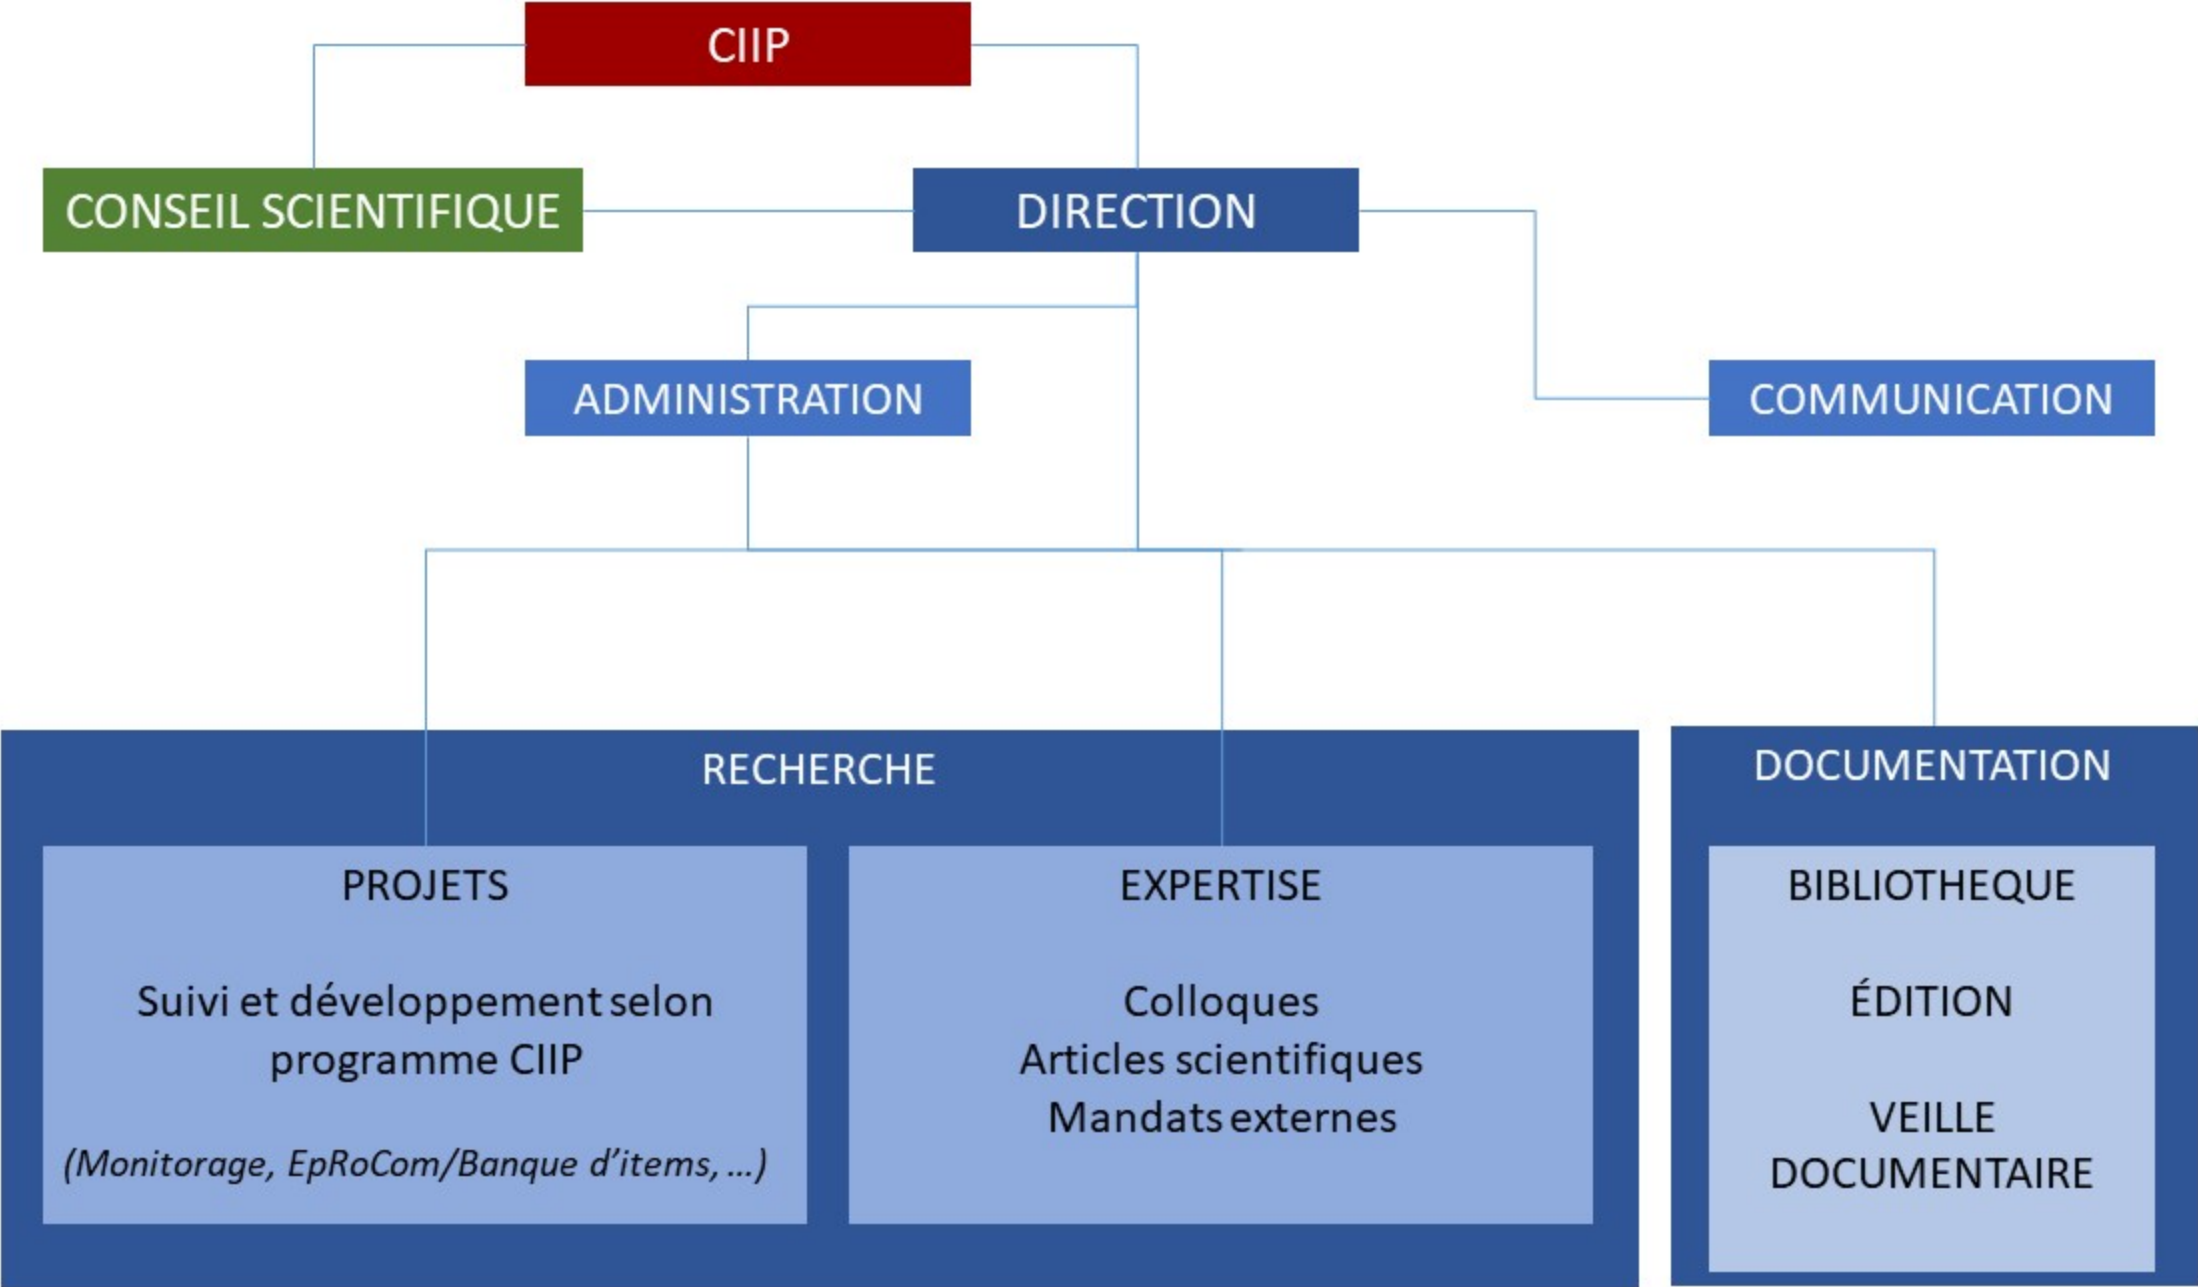 CIIP
CONSEIL SCIENTIFIQUE
DIRECTION
ADMINISTRATION
COMMUNICATION
RECHERCHE
PROJETS
Suivi et développement selon
programme CIIP
(Monitorage, EpRoCom/Banque d’items, …)
EXPERTISE
Colloques
Articles scientifiques
Mandats externes
DOCUMENTATION
BIBLIOTHEQUE
ÉDITION
VEILLE
DOCUMENTAIRE